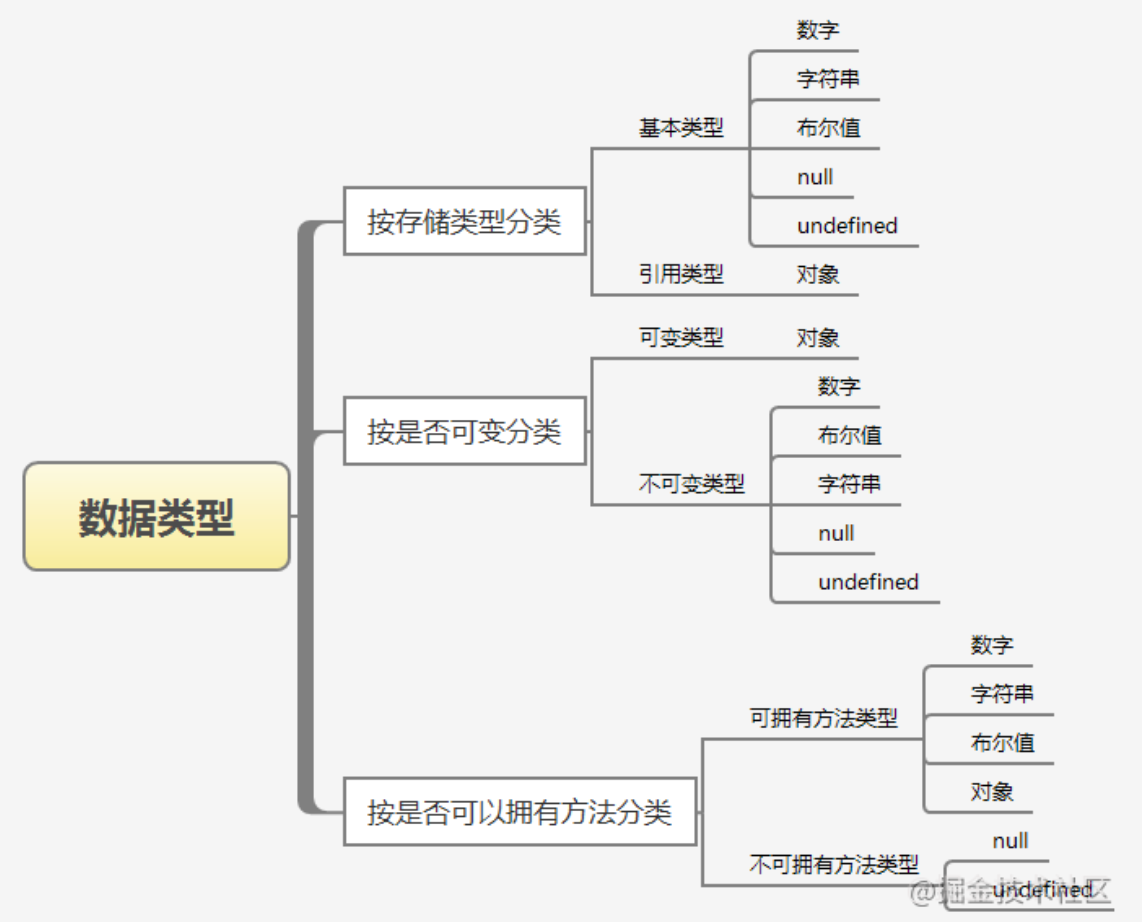 数据类型
按存储类型分类
基本类型
数字
字符串
布尔值
null
undefined
引用类型
对象
按是否可变分类
可变类型
对象
不可变类型
数字
布尔值
字符串
null
undefined
按是否可以拥有方法分类
可拥有方法类型
数字
字符串
布尔值
对象
不可拥有方法类型
null
undefined
@掘金技术社区